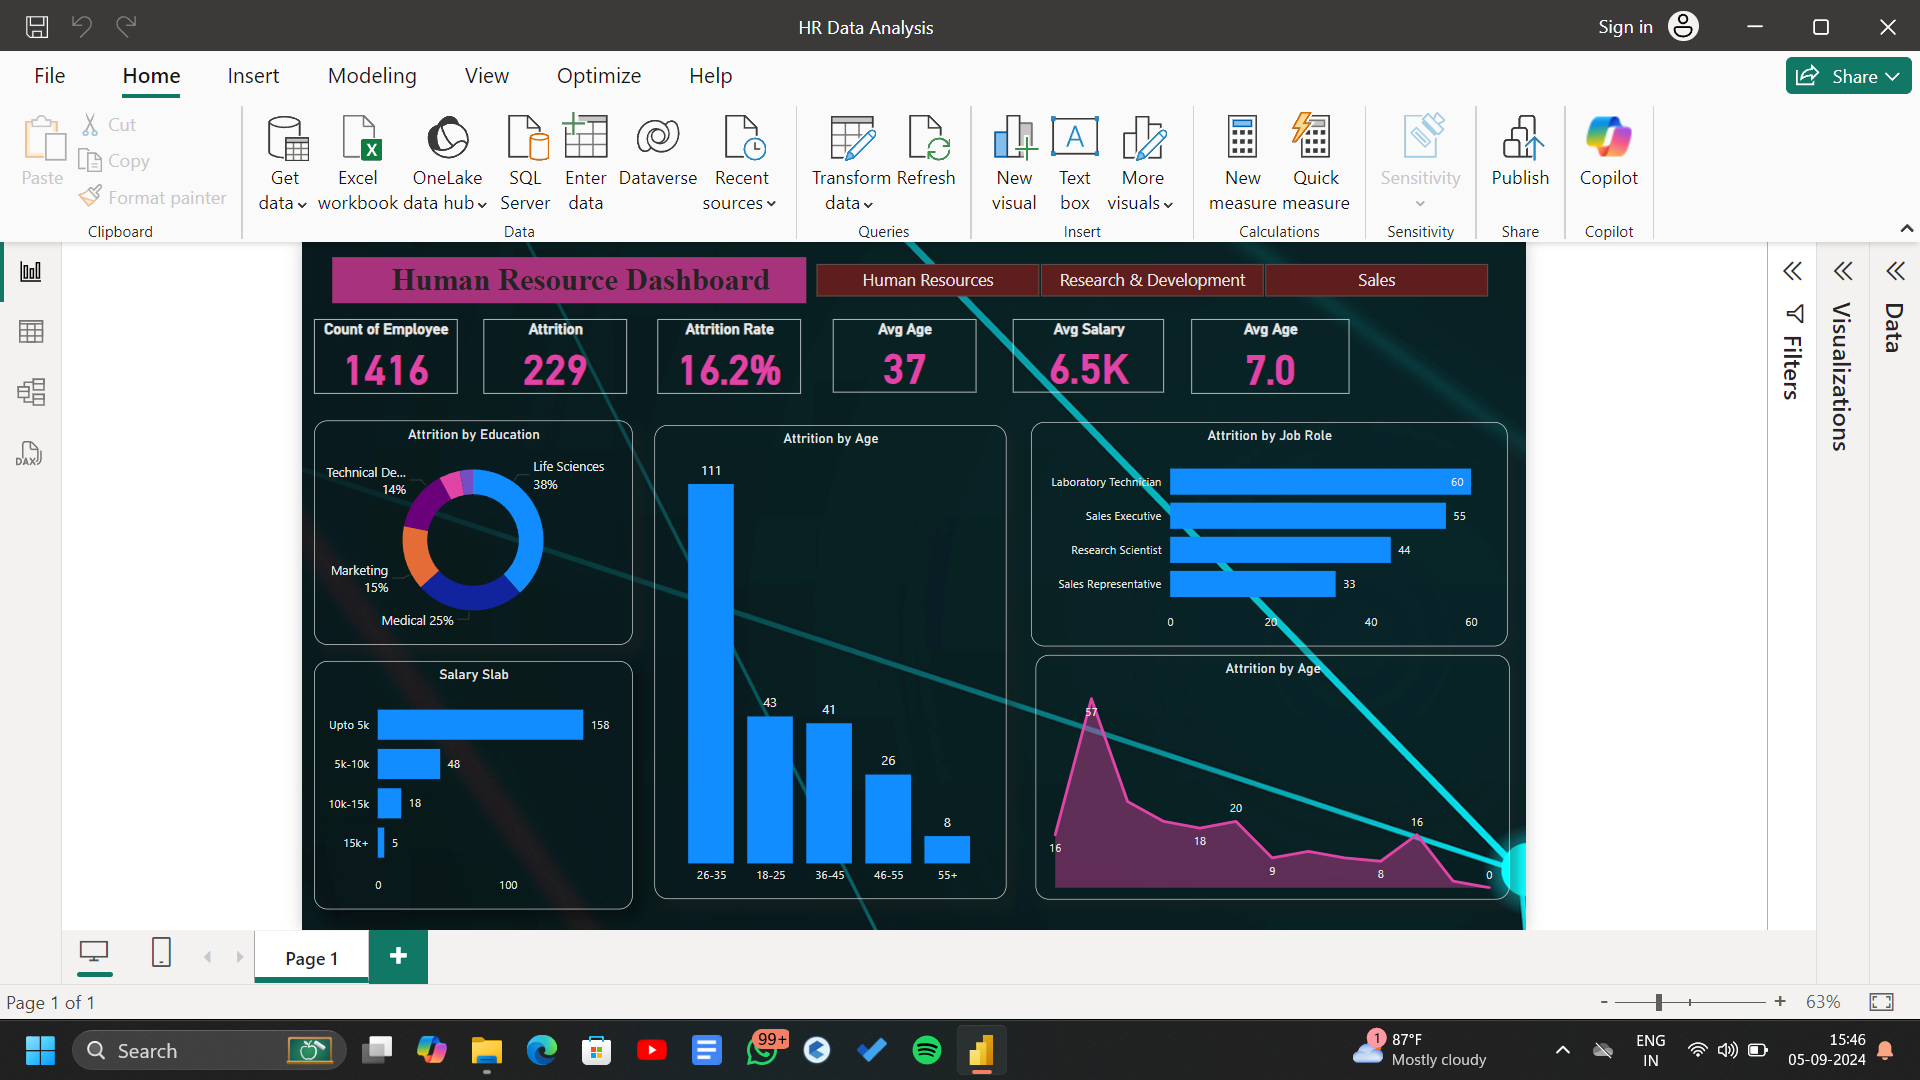 HR Data Analysis
Sign in
File
Home
Insert
Modeling
View
Optimize
Help
Share
Paste
Cut
Copy
Format painter
Clipboard
Get data
Excel workbook
OneLake data hub
SQL Server
Enter data
Dataverse
Recent sources
Data
Transform data
Refresh
Queries
New visual
Text box
More visuals
Insert
New measure
Quick measure
Calculations
Sensitivity
Sensitivity
Publish
Share
Copilot
Copilot
DAX
Human Resource Dashboard
Human Resources
Research & Development
Sales
Count of Employee
1416
Attrition
229
Attrition Rate
16.2%
Avg Age
37
Avg Salary
6.5K
Avg Age
7.0
Attrition by Education
Life Sciences
38%
Technical De...
14%
Marketing
15%
Medical 25%
Attrition by Age
111
43
41
26
8
26-35
18-25
36-45
46-55
55+
Attrition by Job Role
Laboratory Technician
60
Sales Executive
55
Research Scientist
44
Sales Representative
33
0
20
40
60
Salary Slab
Upto 5k
158
5k-10k
48
10k-15k
18
15k+
5
0
100
Attrition by Age
57
16
18
20
9
8
16
0
Filters
Visualizations
Data
Page 1
Page 1 of 1
- + 63%
Search
99+
1
87°F
Mostly cloudy
ENG
IN
15:46
05-09-2024